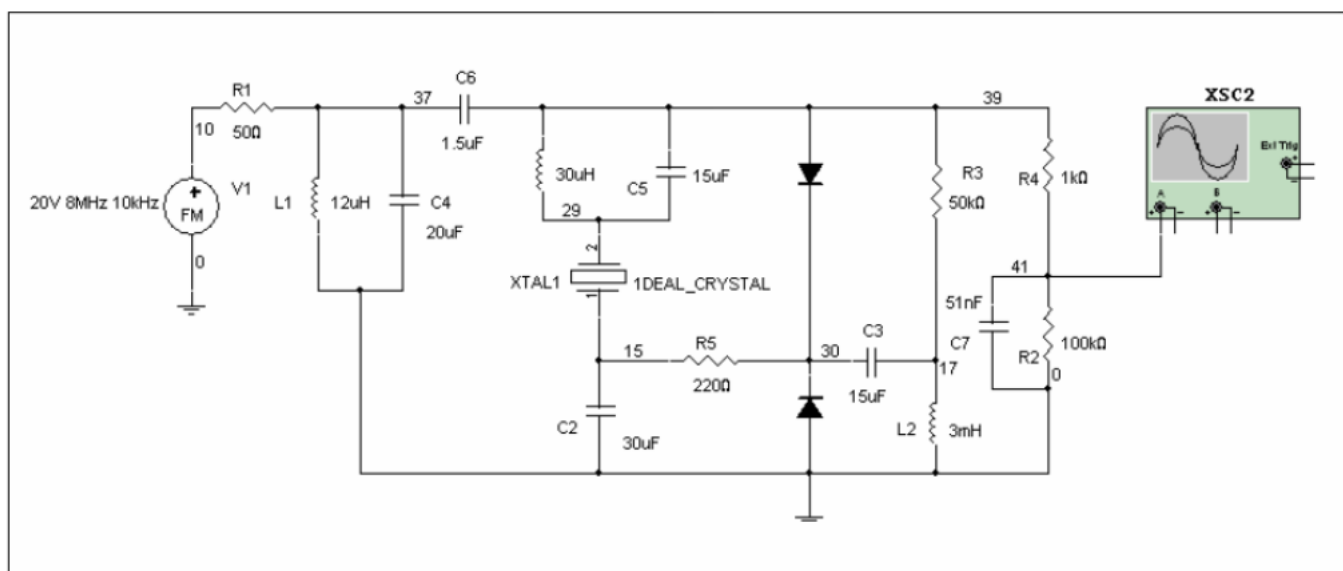 XSC2
Ext Trig
A
B
C6
R1
37
39
10
50Ω
1.5uF
R3
R4
1kΩ
V1
20V 8MHz 10kHz
FM
L1
12uH
C4
20uF
30uH
C5
15uF
50kΩ
29
0
2
XTAL1
1DEAL_CRYSTAL
1
41
51nF
C7
R2
100kΩ
0
15
R5
220Ω
30
C3
15uF
17
C2
30uF
L2
3mH